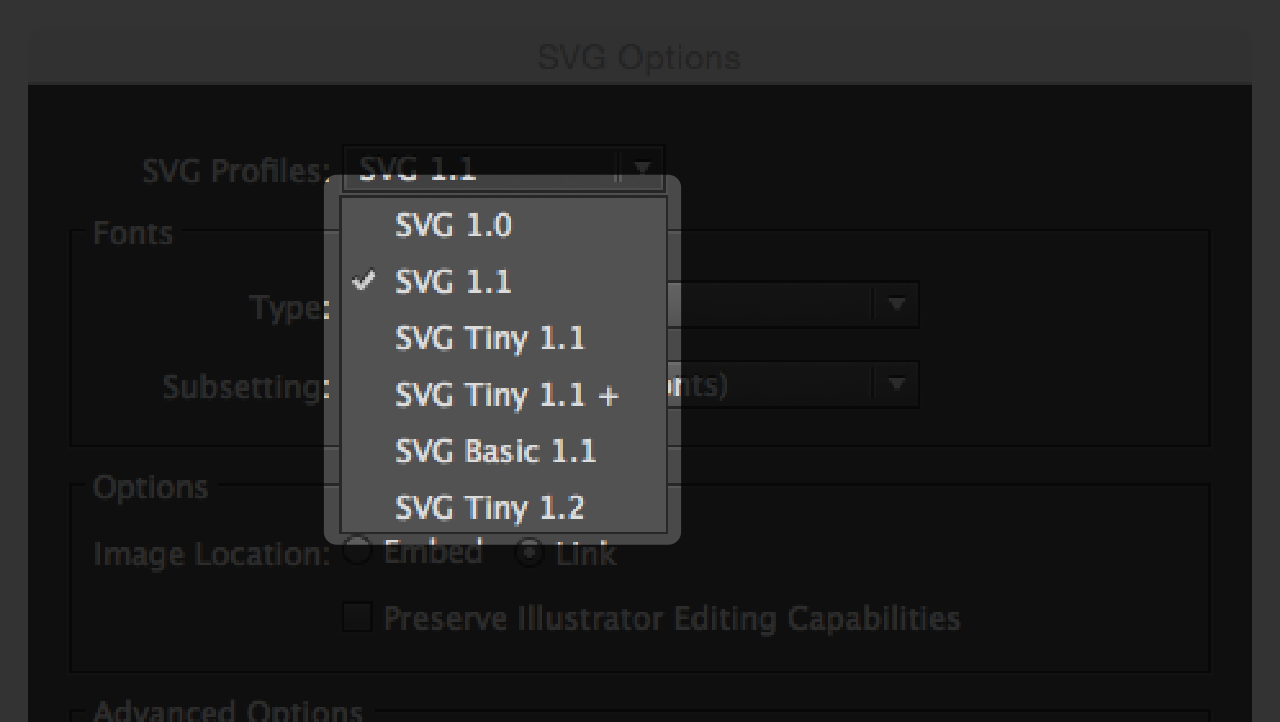 SVG Options
SVG Profiles: SVG 1.1
SVG 1.0
Fonts
SVG 1.1
Type:
SVG Tiny 1.1
Subsetting:
SVG Tiny 1.1 +
SVG Basic 1.1
Options
SVG Tiny 1.2
Image Location: Embed Link
Preserve Illustrator Editing Capabilities
Advanced Options